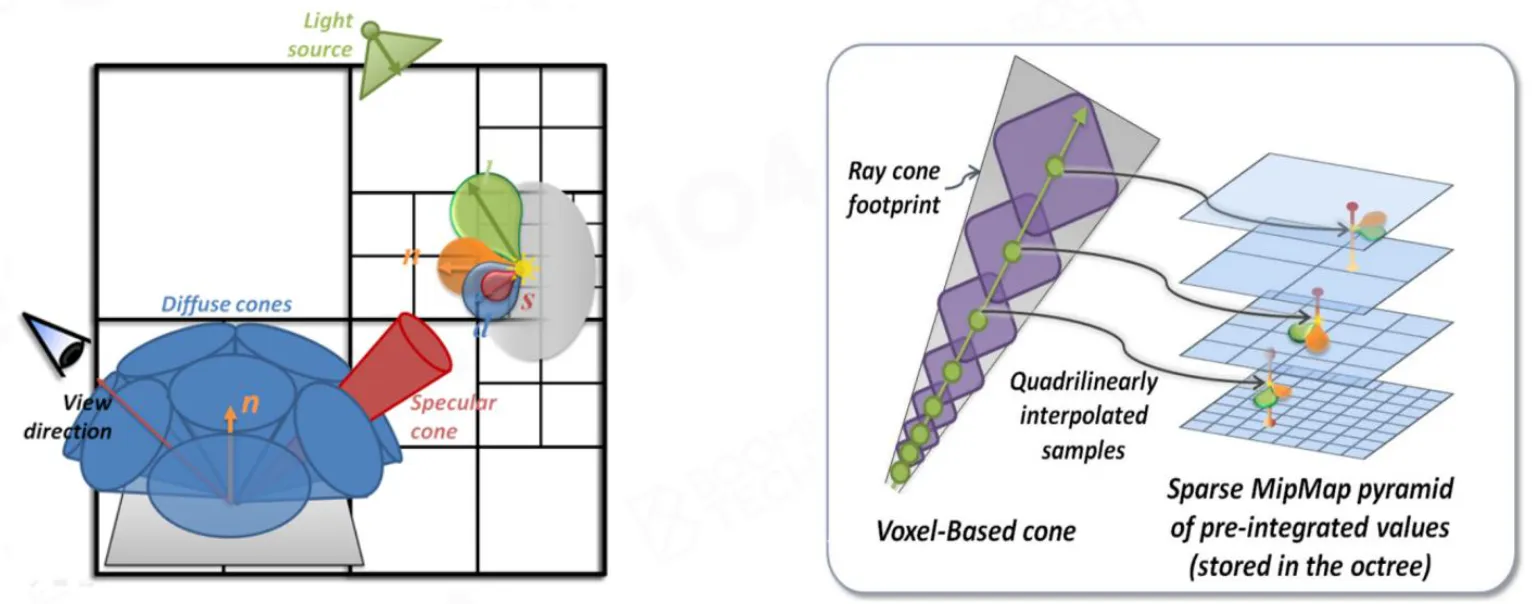 Light
source
l
n
s
d
Diffuse cones
View
direction
n
Specular
cone
Ray cone
footprint
Quadrilinearly
interpolated
samples
Voxel-Based cone
Sparse MipMap pyramid
of pre-integrated values
(stored in the octree)